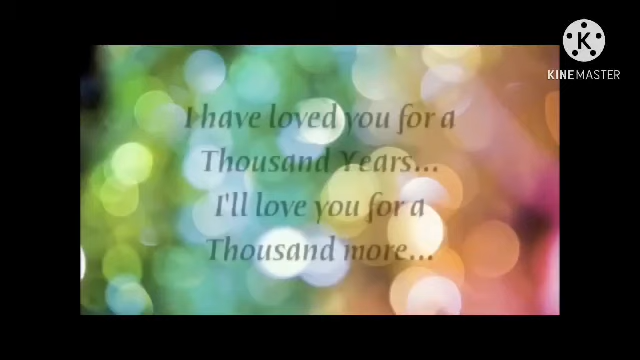 I have loved you for a
Thousand Years...
I'll love you for a
Thousand more...
KINEMASTER